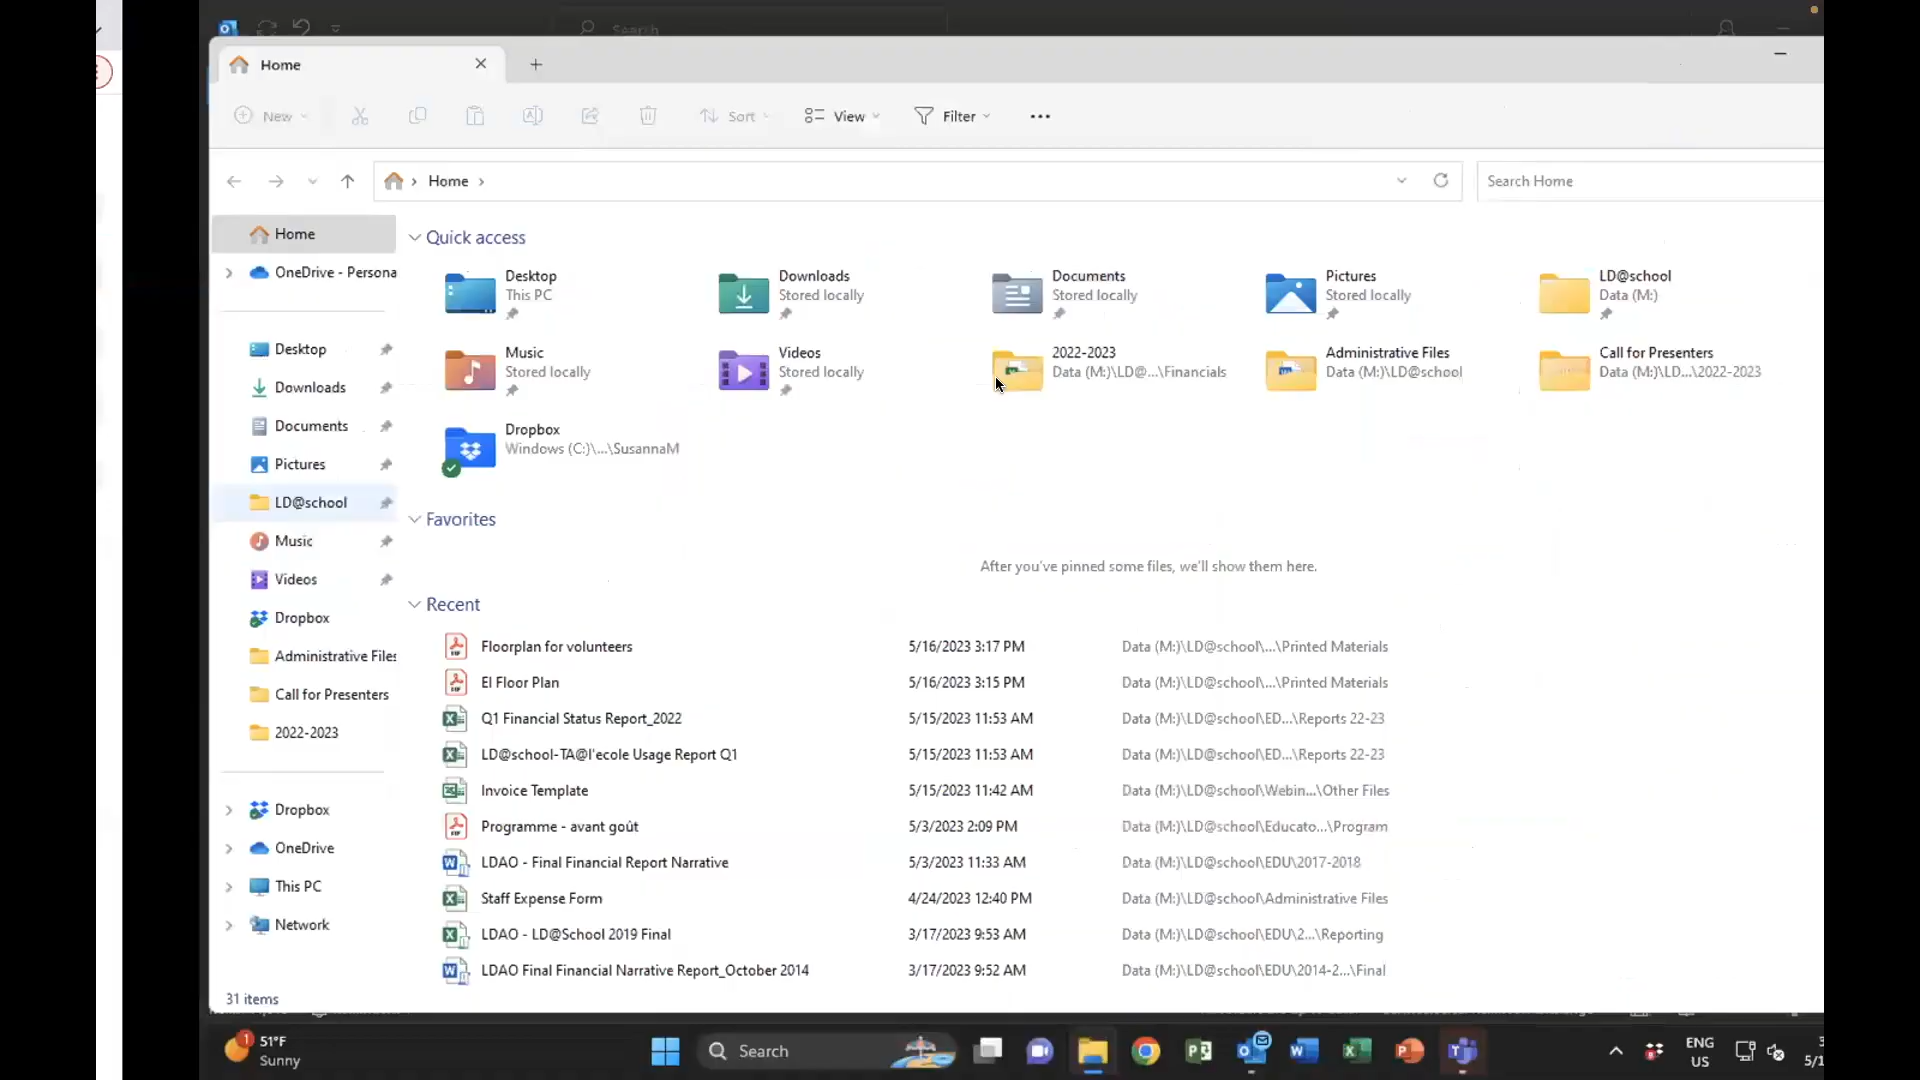 Search
Home
New
Sort
View
Filter
Home
Search Home
Home
OneDrive - Persona
Desktop
Downloads
Documents
Pictures
LD@school
Music
Videos
Dropbox
Administrative Files
Call for Presenters
2022-2023
Dropbox
OneDrive
This PC
Network
Quick access
Desktop
This PC
Downloads
Stored locally
Documents
Stored locally
Pictures
Stored locally
LD@school
Data (M:)
Music
Stored locally
Videos
Stored locally
2022-2023
Data (M:)\LD@...\Financials
Administrative Files
Data (M:)\LD@school
Call for Presenters
Data (M:)\LD...\2022-2023
Dropbox
Windows (C:)\...\SusannaM
Favorites
After you've pinned some files, we'll show them here.
Recent
Floorplan for volunteers 5/16/2023 3:17 PM Data (M:)\LD@school\...\Printed Materials
EI Floor Plan 5/16/2023 3:15 PM Data (M:)\LD@school\...\Printed Materials
Q1 Financial Status Report_2022 5/15/2023 11:53 AM Data (M:)\LD@school\ED...\Reports 22-23
LD@school-TA@l'ecole Usage Report Q1 5/15/2023 11:53 AM Data (M:)\LD@school\ED...\Reports 22-23
Invoice Template 5/15/2023 11:42 AM Data (M:)\LD@school\Webin...\Other Files
Programme - avant goût 5/3/2023 2:09 PM Data (M:)\LD@school\Educato...\Program
LDAO - Final Financial Report Narrative 5/3/2023 11:33 AM Data (M:)\LD@school\EDU\2017-2018
Staff Expense Form 4/24/2023 12:40 PM Data (M:)\LD@school\Administrative Files
LDAO - LD@School 2019 Final 3/17/2023 9:53 AM Data (M:)\LD@school\EDU\2...\Reporting
LDAO Final Financial Narrative Report_October 2014 3/17/2023 9:52 AM Data (M:)\LD@school\EDU\2014-2...\Final
31 items
1
51°F
Sunny
Search
ENG
US
5/1